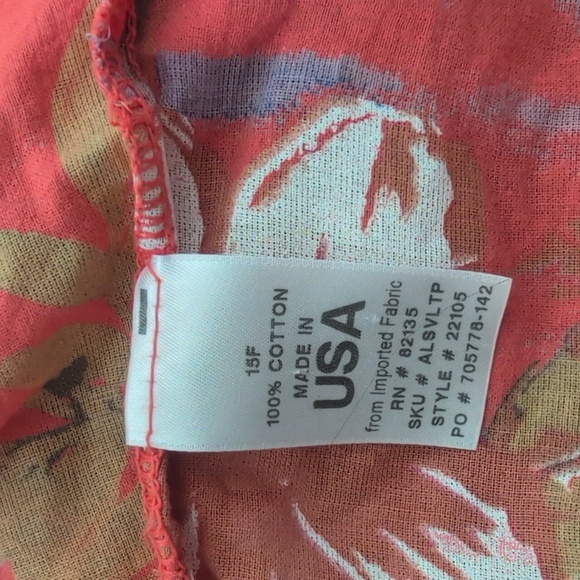 15F
100% COTTON
MADE IN
USA
from Imported Fabric
RN # 82135
SKU # ALSVLTP
STYLE # 22105
PO # 705778-142